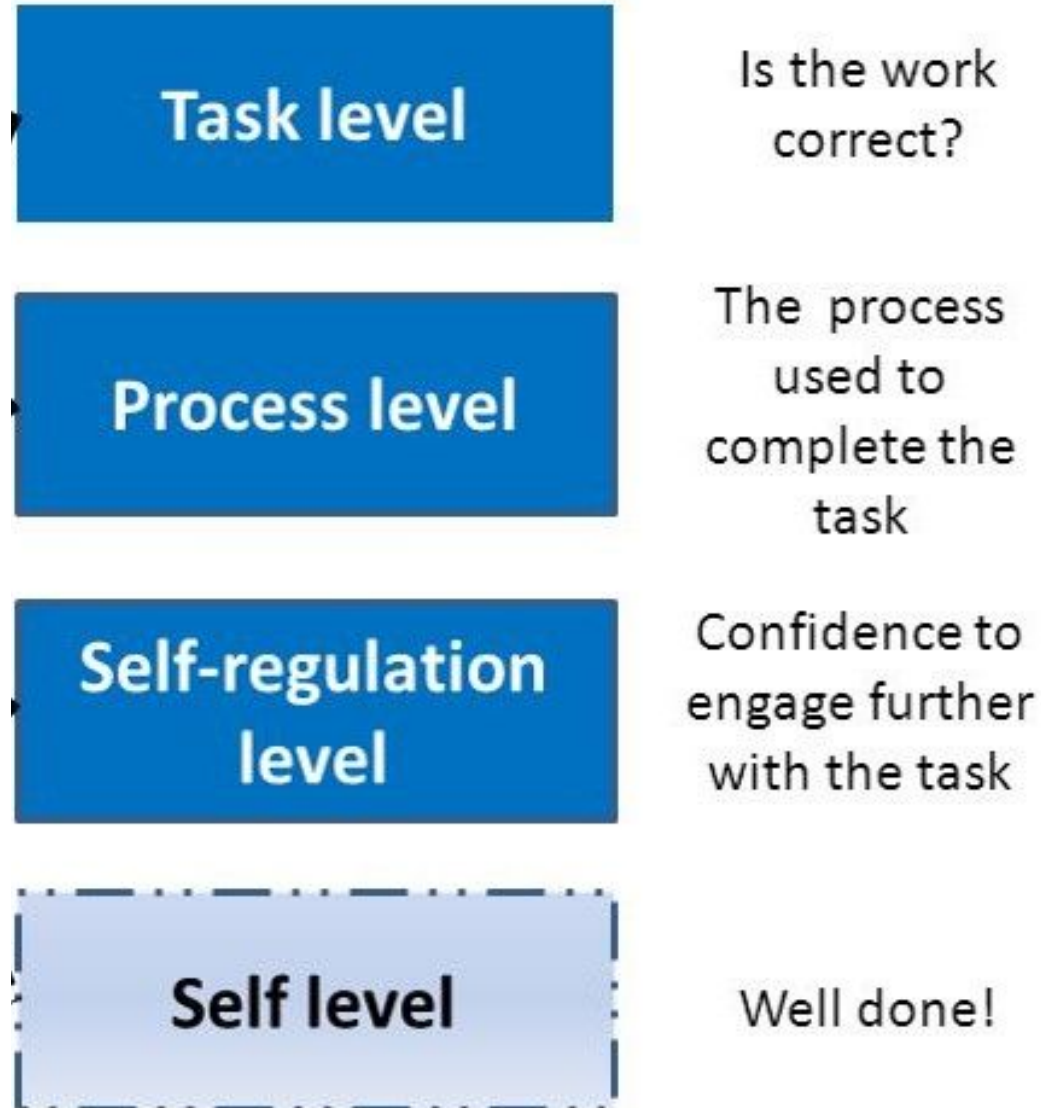 Task level
Is the work
correct?
Process level
The process
used to
complete the
task
Self-regulation
level
Confidence to
engage further
with the task
Self level
Well done!